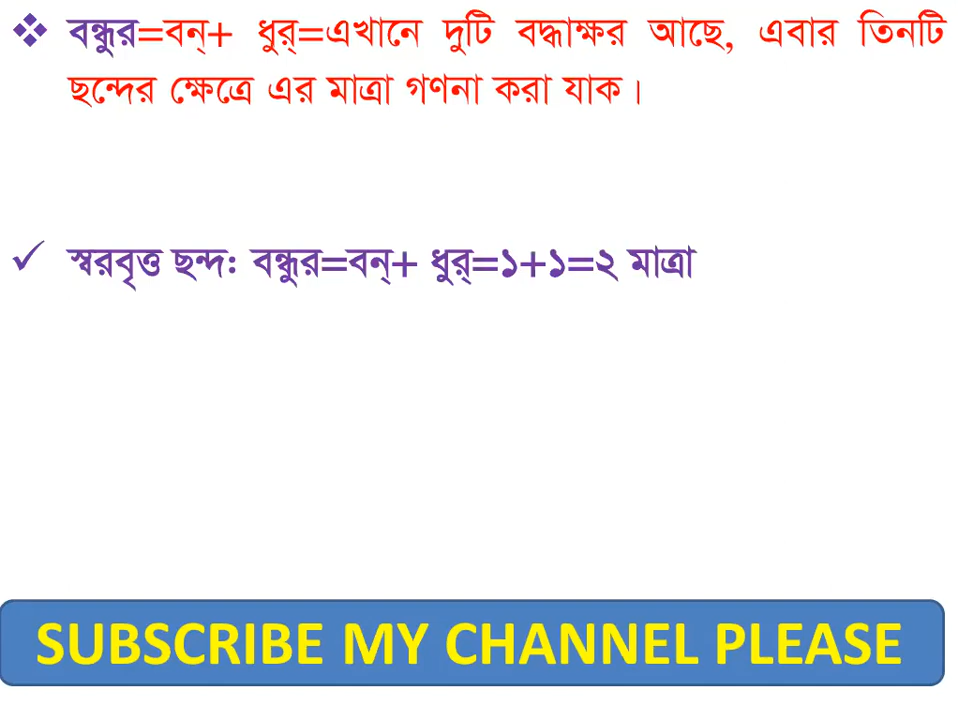 বন্ধুর=বন্+ ধুর্=এখানে দুটি বদ্ধাক্ষর আছে, এবার তিনটি
ছন্দের ক্ষেত্রে এর মাত্রা গণনা করা যাক।
স্বরবৃত্ত ছন্দ: বন্ধুর=বন্+ ধুর্=১+১=২ মাত্রা
SUBSCRIBE MY CHANNEL PLEASE